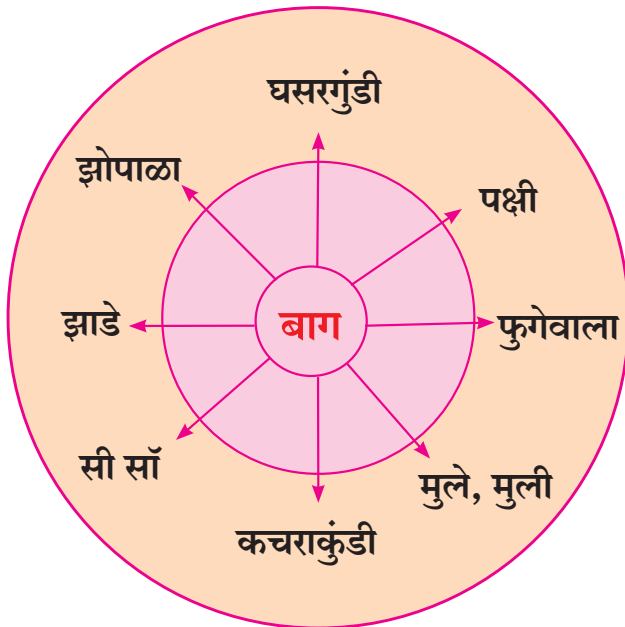 घसरगुंडी
झोपाळा
पक्षी
झाडे
बाग
फुगेवाला
सी सॉ
मुले, मुली
कचराकुंडी